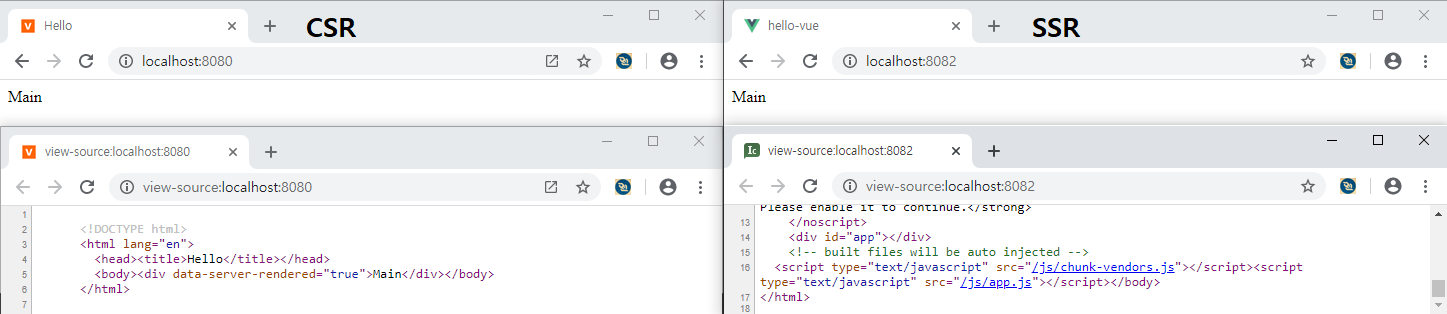 Hello
CSR
localhost:8080
Main
view-source:localhost:8080
view-source:localhost:8080
1
2 <!DOCTYPE html>
3 <html lang="en">
4 <head><title>Hello</title></head>
5 <body><div data-server-rendered="true">Main</div></body>
6 </html>
7
hello-vue
SSR
localhost:8082
Main
view-source:localhost:8082
view-source:localhost:8082
Please enable it to continue.</strong>
13 </noscript>
14 <div id="app"></div>
15 <!-- built files will be auto injected -->
16 <script type="text/javascript" src="/js/chunk-vendors.js"></script><script
type="text/javascript" src="/js/app.js"></script></body>
17 </html>
18